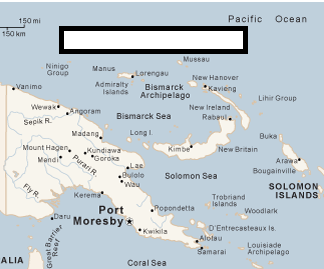 150 mi
150 km
Pacific Ocean
Mussau
Ninigo
Group
Manus
Lorengau
New Hanover
Vanimo
Admiralty
Islands
Bismarck
Archipelago
Kavieng
Lihir Group
Wewak
Angoram
New Ireland
Sepik R.
Bismarck Sea
Rabaul
Madang
Long I.
Buka
Mount Hagen
Kundiawa
Kimbe
New Britain
Mendi
Goroka
Arawa
Purari R.
Lae
Bougainville
Bulolo
Solomon Sea
Wau
SOLOMON
ISLANDS
Fly R.
Kerema
Trobriand
Islands
Daru
Port
Moresby
Popondetta
Woodlark
Kwikila
D'Entrecasteaux Is.
Great Barrier
Reef
Alotau
Louisiade
Archipelago
Samarai
ALIA
Coral Sea